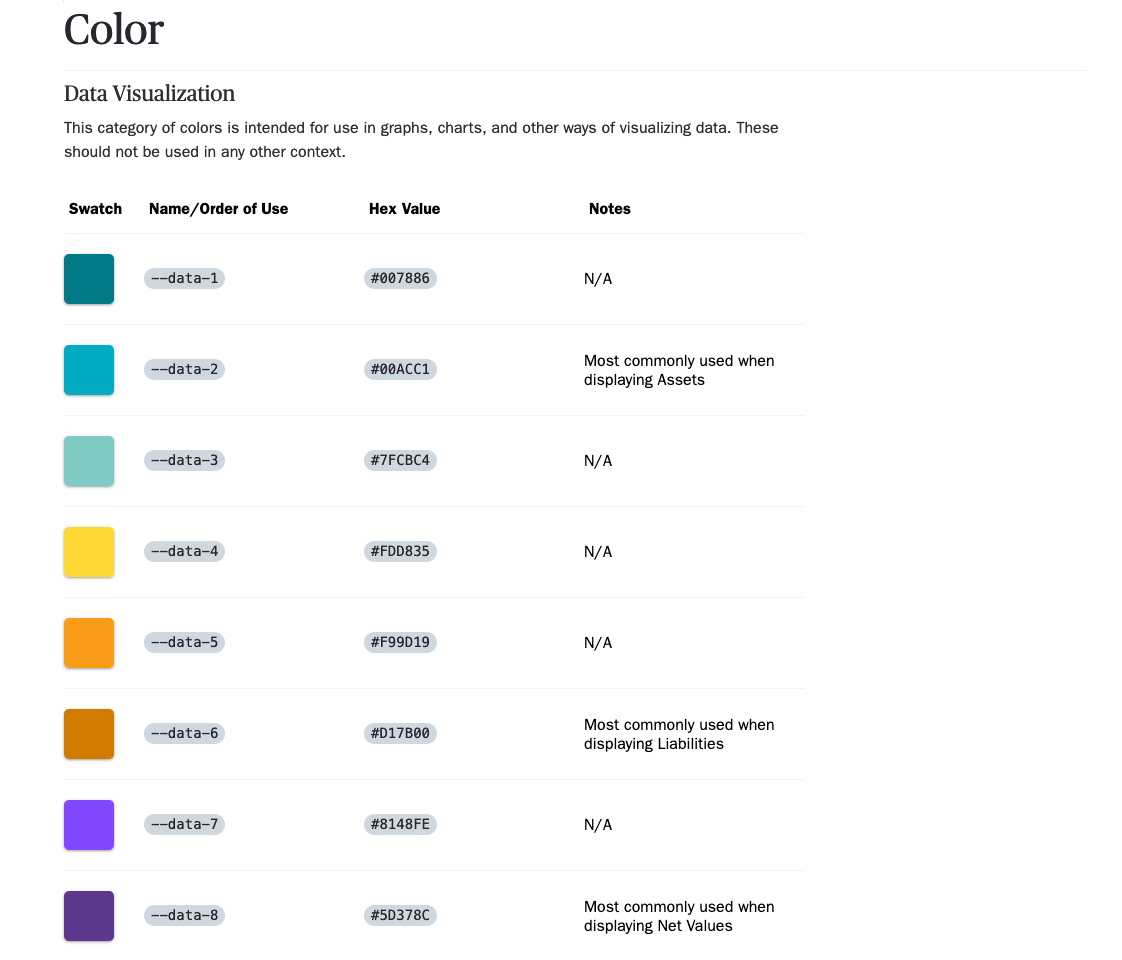 Color
Data Visualization
This category of colors is intended for use in graphs, charts, and other ways of visualizing data. These
should not be used in any other context.
Swatch Name/Order of Use Hex Value Notes
--data-1 #007886 N/A
--data-2 #00ACC1 Most commonly used when
displaying Assets
--data-3 #7FCBC4 N/A
--data-4 #FDD835 N/A
--data-5 #F99D19 N/A
--data-6 #D17B00 Most commonly used when
displaying Liabilities
--data-7 #8148FE N/A
--data-8 #5D378C Most commonly used when
displaying Net Values